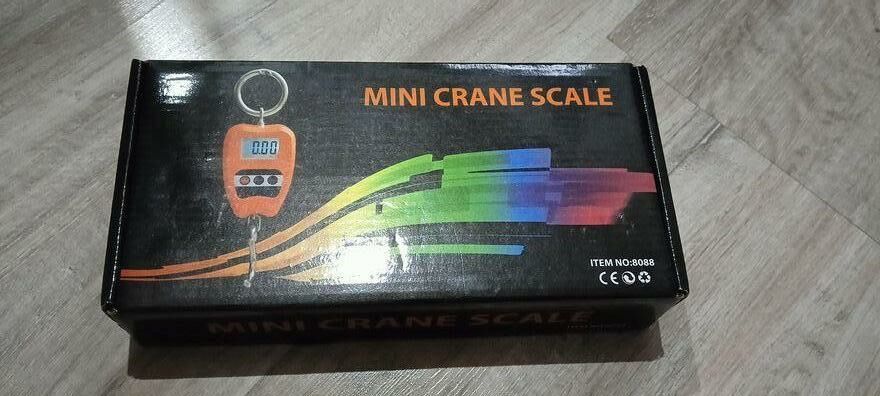 MINI CRANE SCALE
0.00
ITEM NO:8088
CE
MINI CRANE SCALE